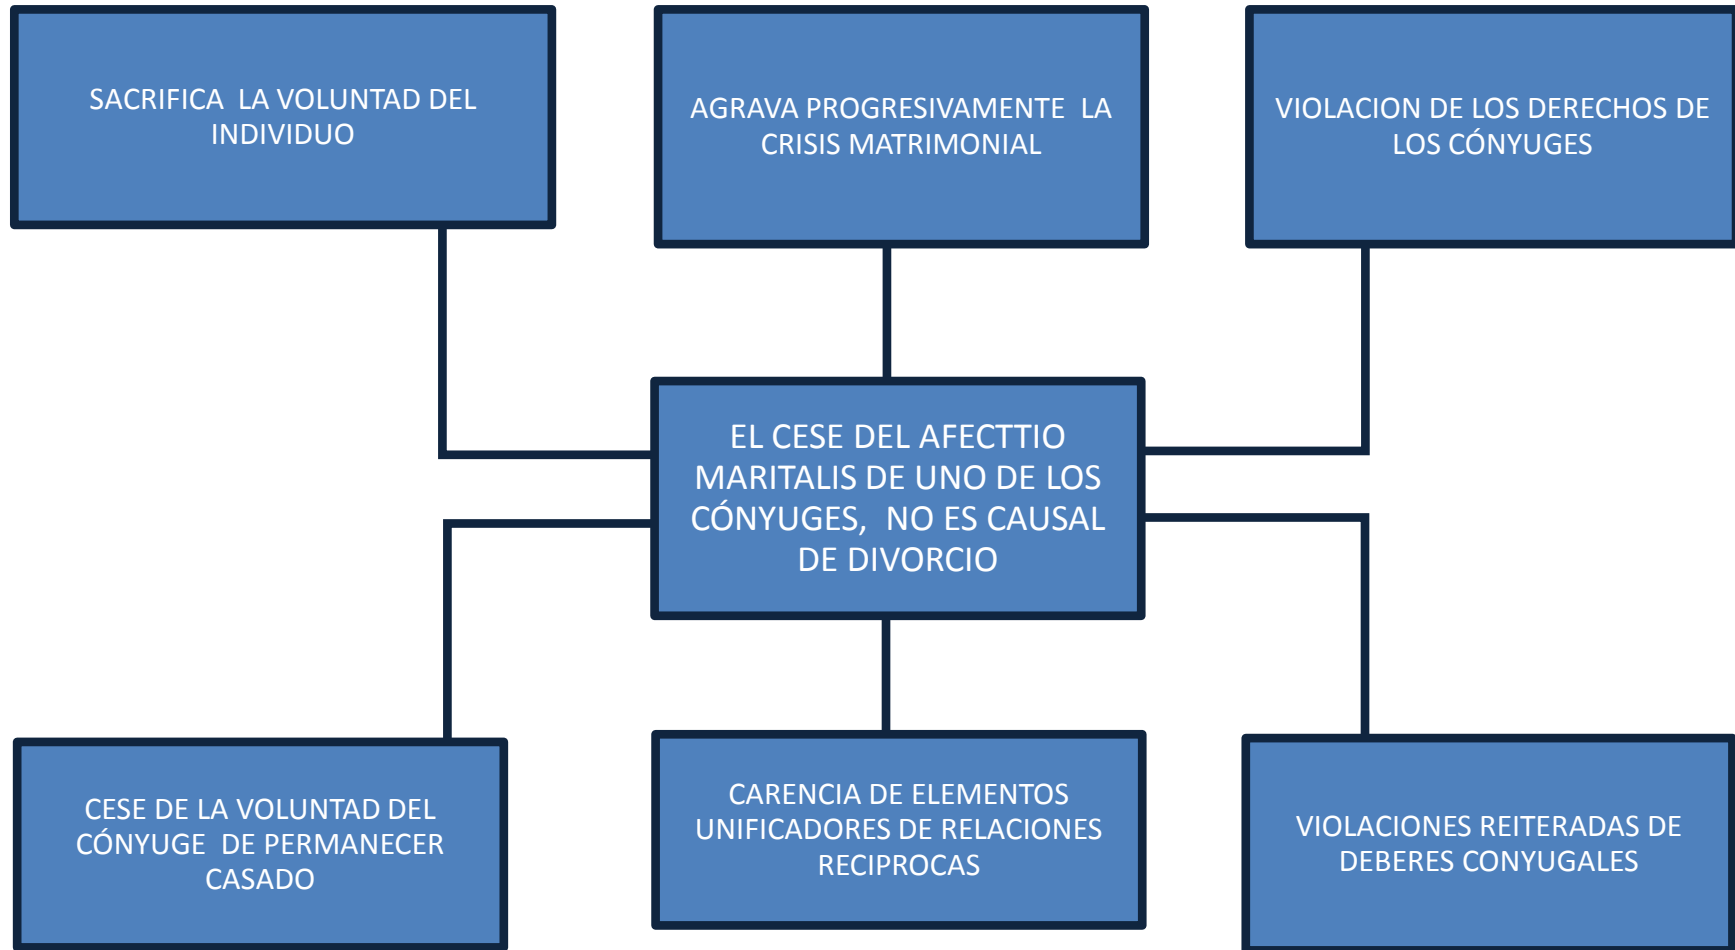 SACRIFICA LA VOLUNTAD DEL
INDIVIDUO
AGRAVA PROGRESIVAMENTE LA
CRISIS MATRIMONIAL
VIOLACION DE LOS DERECHOS DE
LOS CÓNYUGES
EL CESE DEL AFECTTIO
MARITALIS DE UNO DE LOS
CÓNYUGES, NO ES CAUSAL
DE DIVORCIO
CESE DE LA VOLUNTAD DEL
CÓNYUGE DE PERMANECER
CASADO
CARENCIA DE ELEMENTOS
UNIFICADORES DE RELACIONES
RECIPROCAS
VIOLACIONES REITERADAS DE
DEBERES CONYUGALES